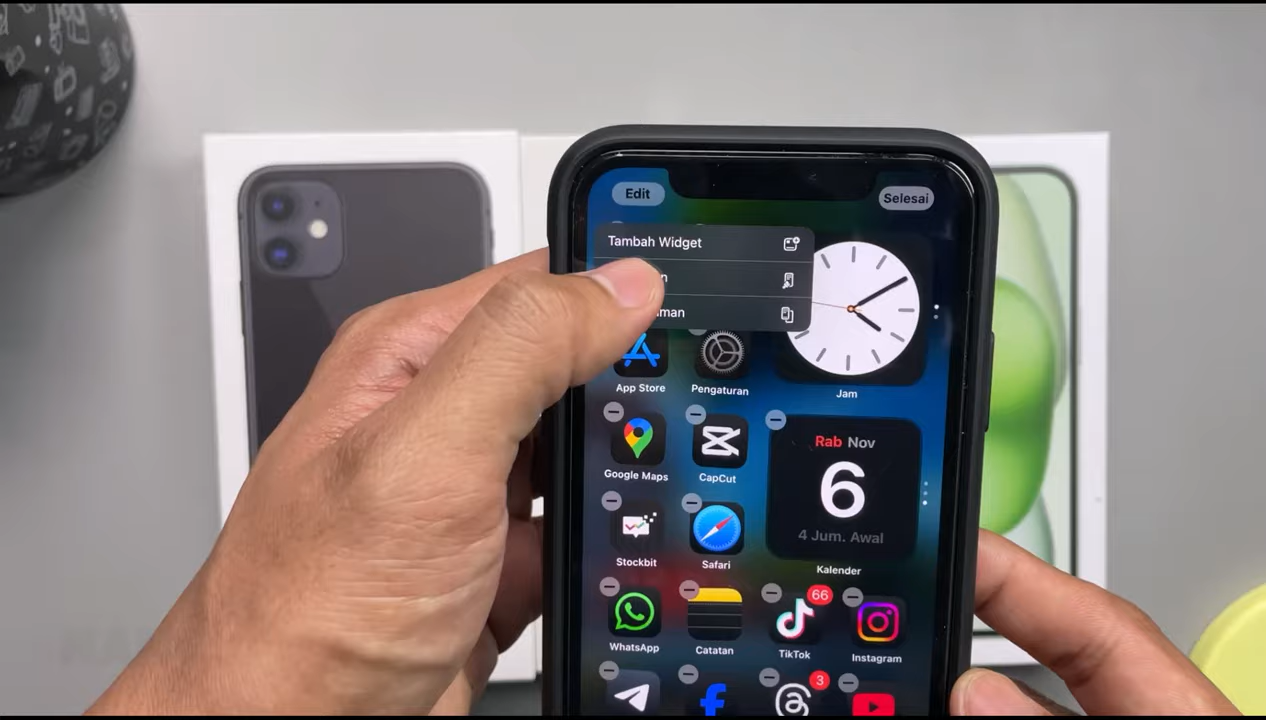 Edit
Selesai
Tambah Widget
App Store
Pengaturan
Jam
Google Maps
CapCut
Rab Nov
6
4 Jum. Awal
Kalender
Stockbit
Safari
66
WhatsApp
Catatan
TikTok
Instagram
3